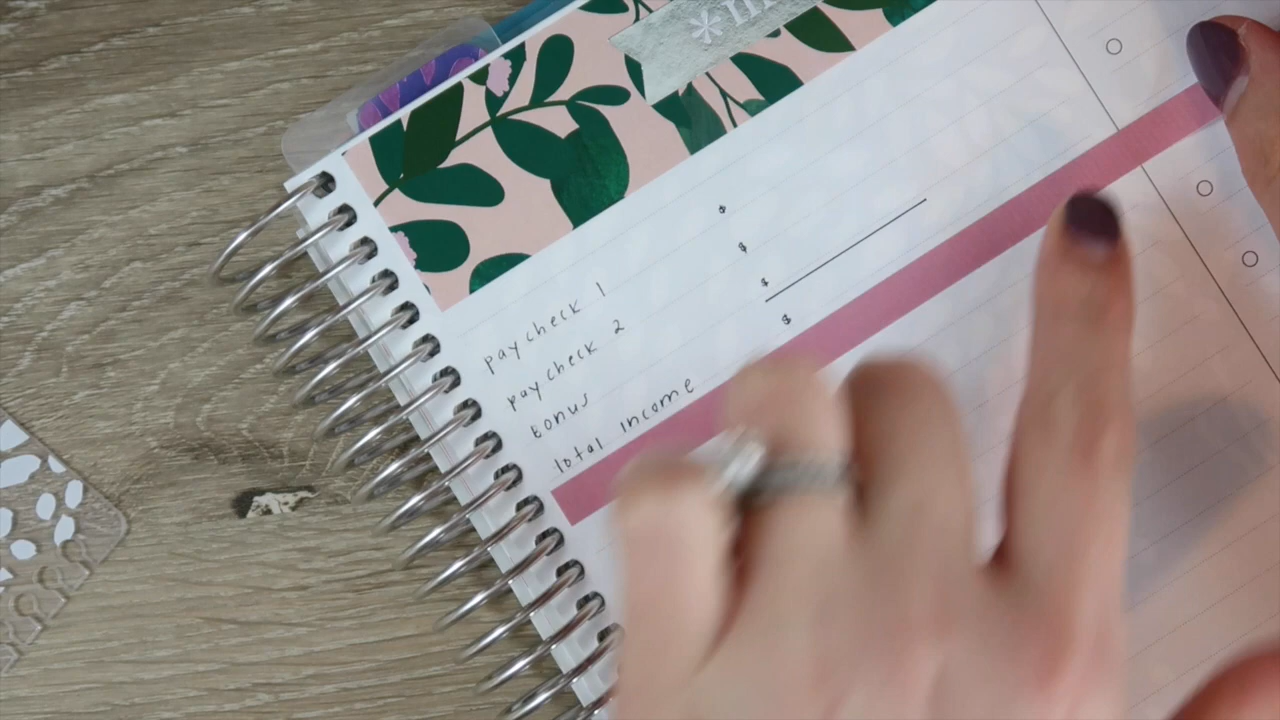 paycheck 1 $
paycheck 2 $
Bonus $
Total Income $